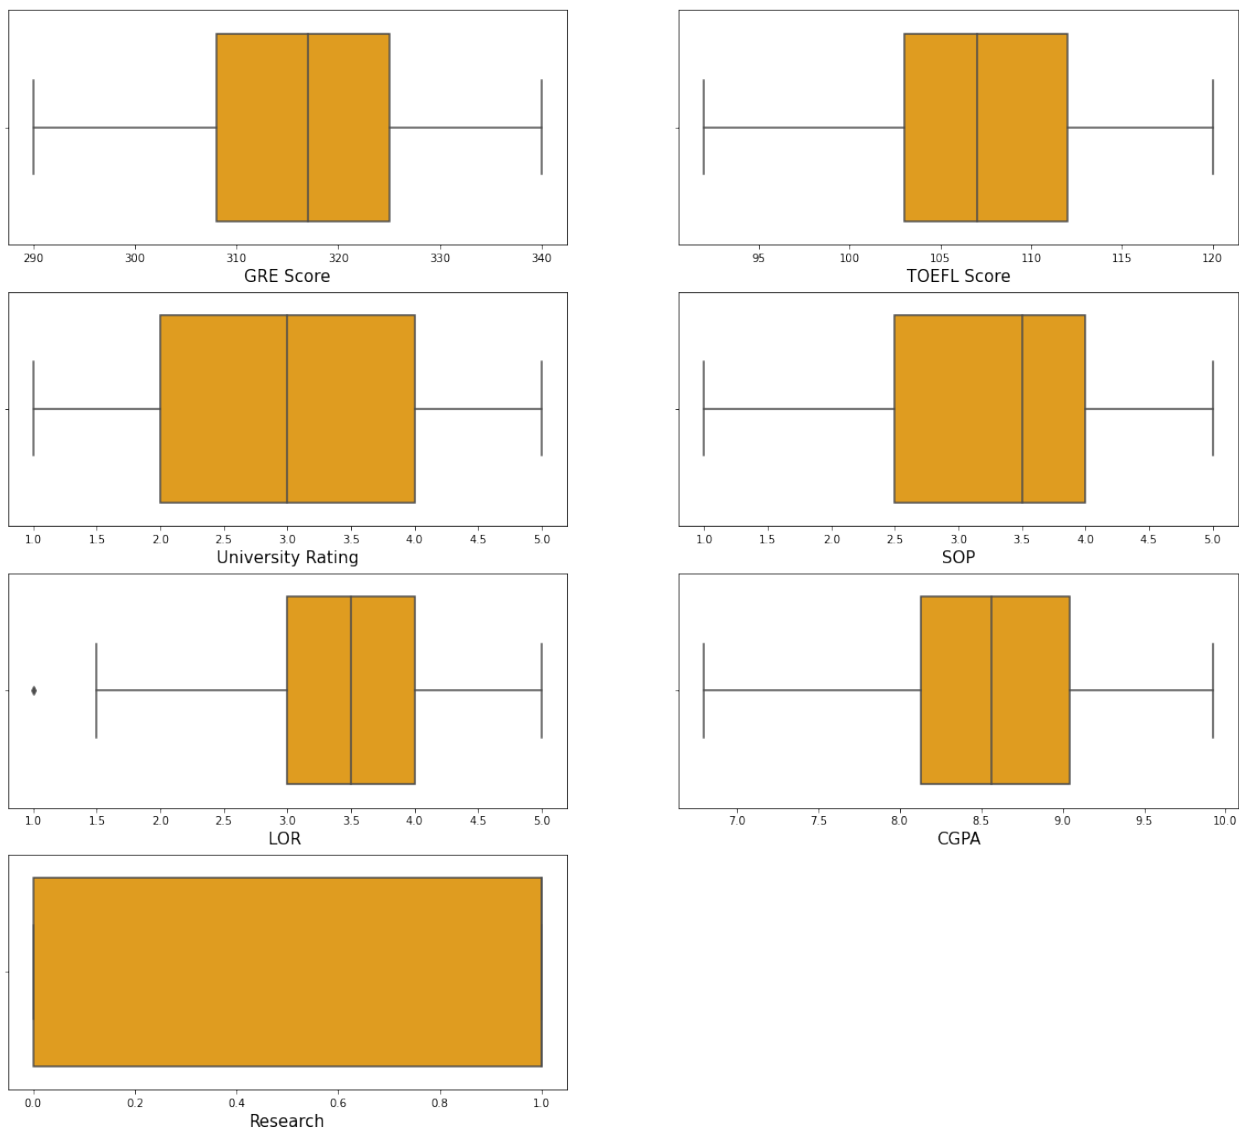 290 300 310 320 330 340
GRE Score
95 100 105 110 115 120
TOEFL Score
1.0 1.5 2.0 2.5 3.0 3.5 4.0 4.5 5.0
University Rating
1.0 1.5 2.0 2.5 3.0 3.5 4.0 4.5 5.0
SOP
1.0 1.5 2.0 2.5 3.0 3.5 4.0 4.5 5.0
LOR
7.0 7.5 8.0 8.5 9.0 9.5 10.0
CGPA
0.0 0.2 0.4 0.6 0.8 1.0
Research